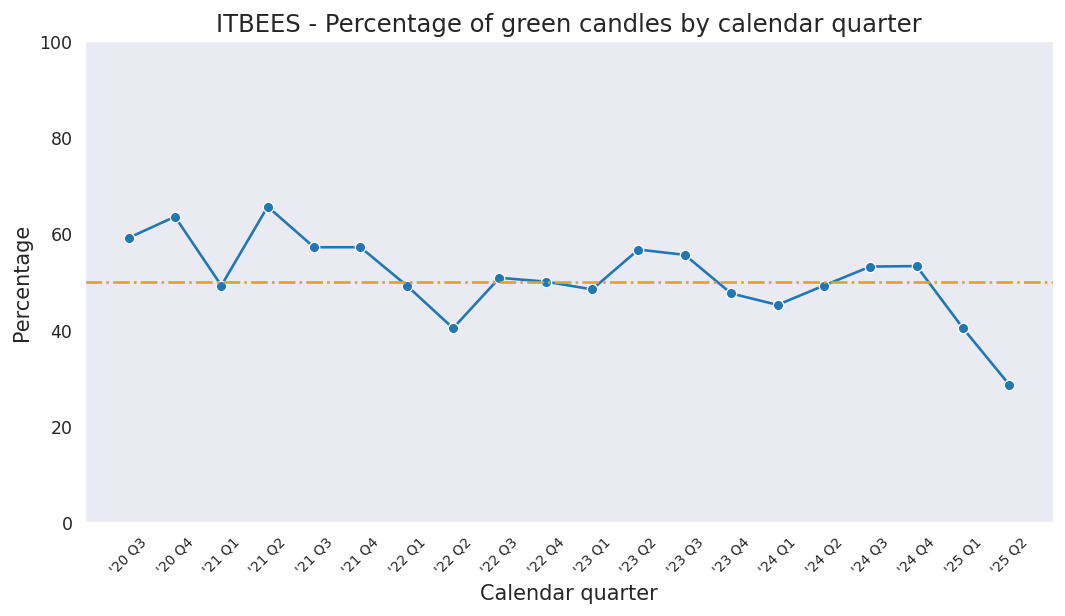 ITBEES - Percentage of green candles by calendar quarter
100
80
60
40
20
0
Percentage
'20 Q3
'20 Q4
'21 Q1
'21 Q2
'21 Q3
'21 Q4
'22 Q1
'22 Q2
'22 Q3
'22 Q4
'23 Q1
'23 Q2
'23 Q3
'23 Q4
'24 Q1
'24 Q2
'24 Q3
'24 Q4
'25 Q1
'25 Q2
Calendar quarter